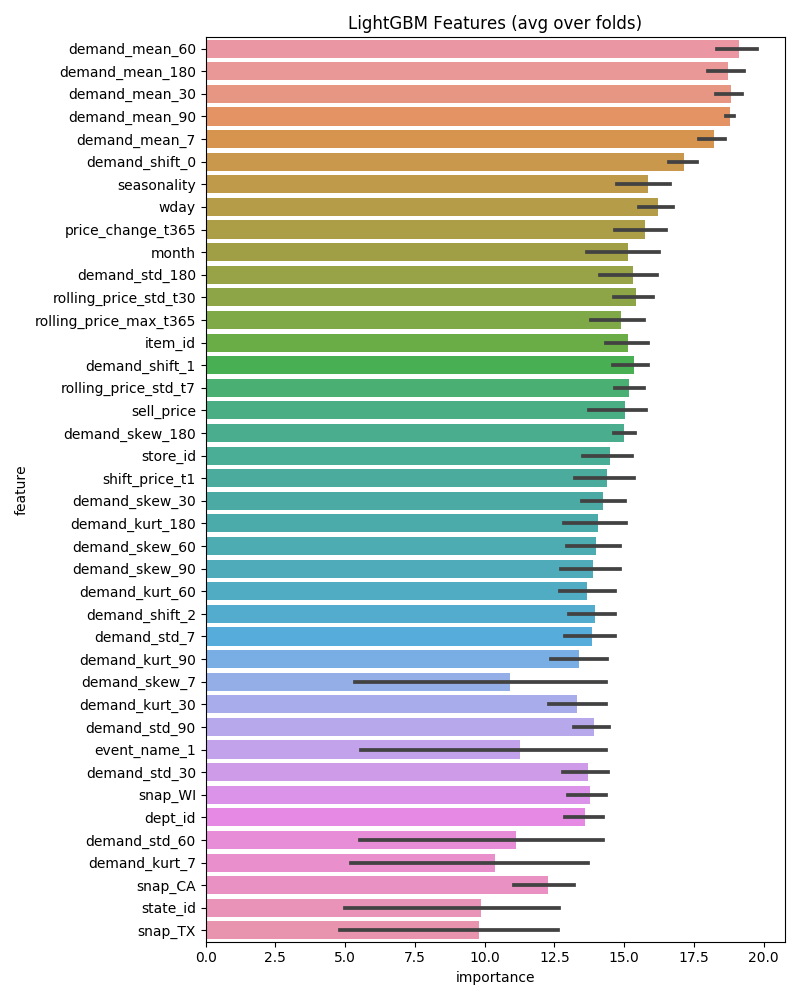 LightGBM Features (avg over folds)
feature
demand_mean_60
demand_mean_180
demand_mean_30
demand_mean_90
demand_mean_7
demand_shift_0
seasonality
wday
price_change_t365
month
demand_std_180
rolling_price_std_t30
rolling_price_max_t365
item_id
demand_shift_1
rolling_price_std_t7
sell_price
demand_skew_180
store_id
shift_price_t1
demand_skew_30
demand_kurt_180
demand_skew_60
demand_skew_90
demand_kurt_60
demand_shift_2
demand_std_7
demand_kurt_90
demand_skew_7
demand_kurt_30
demand_std_90
event_name_1
demand_std_30
snap_WI
dept_id
demand_std_60
demand_kurt_7
snap_CA
state_id
snap_TX
0.0 2.5 5.0 7.5 10.0 12.5 15.0 17.5 20.0
importance